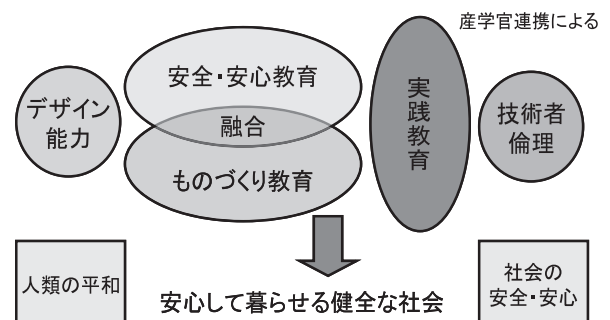 産学官連携による
安全・安心教育
デザイン
能力
融合
ものづくり教育
実践教育
技術者
倫理
人類の平和
安心して暮らせる健全な社会
社会の
安全・安心